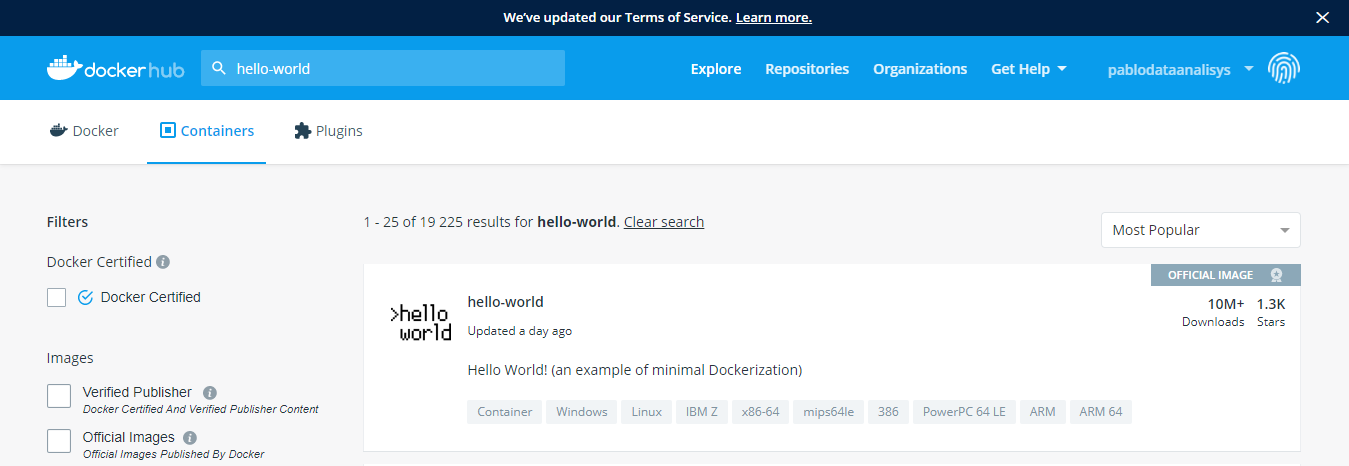 We've updated our Terms of Service. Learn more.
docker hub
hello-world
Explore
Repositories
Organizations
Get Help
pablodataanalisys
Docker
Containers
Plugins
Filters
1 - 25 of 19 225 results for hello-world. Clear search
Most Popular
Docker Certified
Docker Certified
Images
Verified Publisher
Docker Certified And Verified Publisher Content
Official Images
Official Images Published By Docker
OFFICIAL IMAGE
>hello
world
hello-world
Updated a day ago
10M+ 1.3K
Downloads Stars
Hello World! (an example of minimal Dockerization)
Container Windows Linux IBM Z x86-64 mips64le 386 PowerPC 64 LE ARM ARM 64